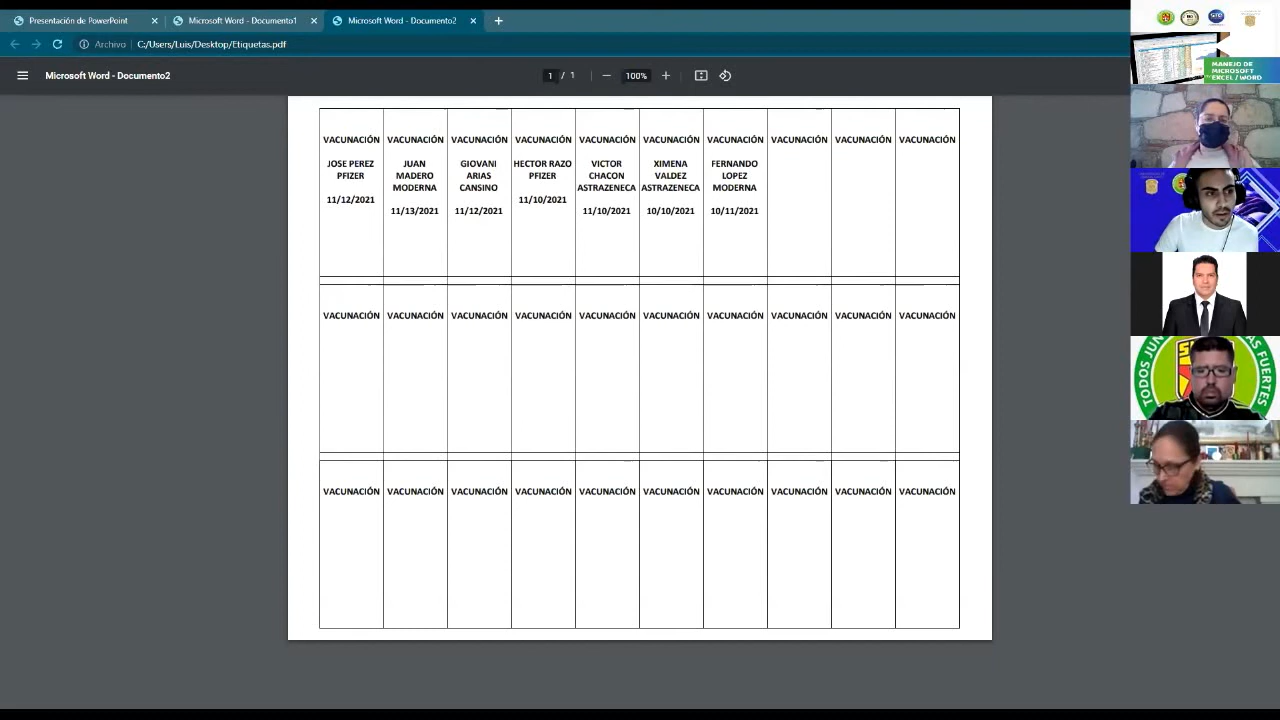 Presentación de PowerPoint
Microsoft Word - Documento1
Microsoft Word - Documento2
Archivo
C:/Users/Luis/Desktop/Etiquetas.pdf
Microsoft Word - Documento2
1 / 1
100%
MANEJO DE
MICROSOFT
EXCEL / WORD
VACUNACIÓN VACUNACIÓN VACUNACIÓN VACUNACIÓN VACUNACIÓN VACUNACIÓN VACUNACIÓN VACUNACIÓN VACUNACIÓN VACUNACIÓN
JOSE PEREZ
PFIZER
11/12/2021
JUAN
MADERO
MODERNA
11/13/2021
GIOVANI
ARIAS
CANSINO
11/12/2021
HECTOR RAZO
PFIZER
11/10/2021
VICTOR
CHACON
ASTRAZENECA
11/10/2021
XIMENA
VALDEZ
ASTRAZENECA
10/10/2021
FERNANDO
LOPEZ
MODERNA
10/11/2021
VACUNACIÓN VACUNACIÓN VACUNACIÓN VACUNACIÓN VACUNACIÓN VACUNACIÓN VACUNACIÓN VACUNACIÓN VACUNACIÓN VACUNACIÓN
VACUNACIÓN VACUNACIÓN VACUNACIÓN VACUNACIÓN VACUNACIÓN VACUNACIÓN VACUNACIÓN VACUNACIÓN VACUNACIÓN VACUNACIÓN
TODOS JUN
AS FUERTES